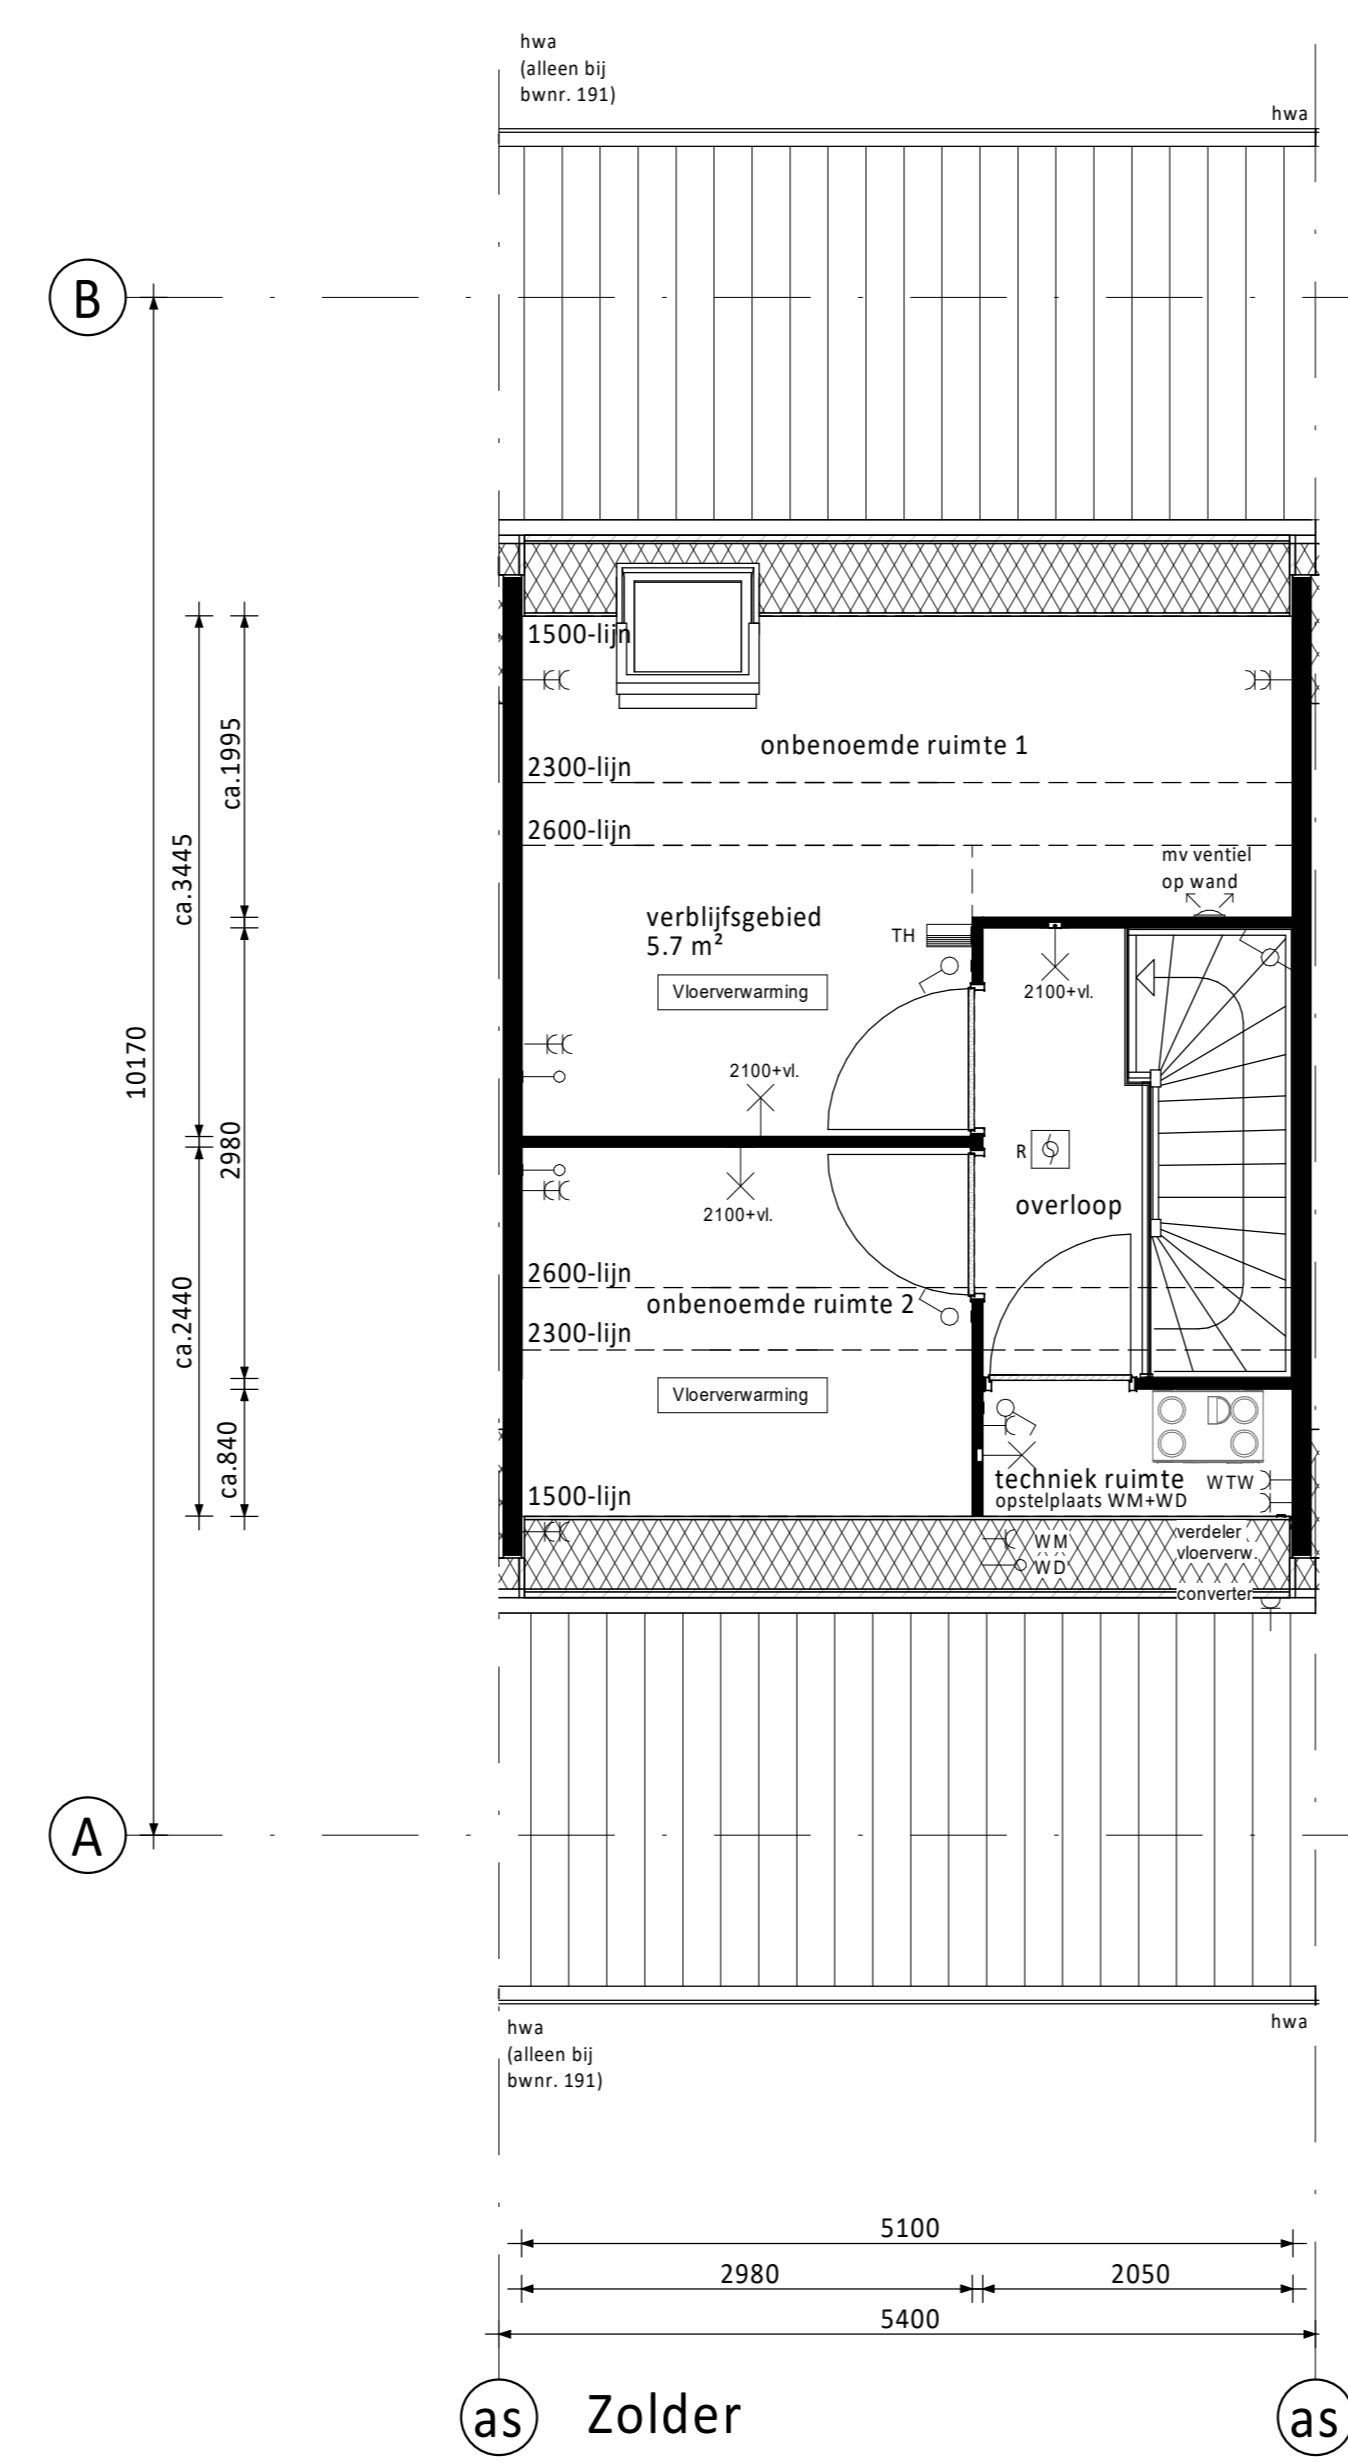 hwa
(alleen bij
bwnr. 191)
hwa
B
1500-lijn
onbenoemde ruimte 1
2300-lijn
2600-lijn
mv ventiel
op wand
verblijfsgebied
5.7 m²
TH
Vloerverwarming
2100+vl.
2100+vl.
R
overloop
2100+vl.
2600-lijn
onbenoemde ruimte 2
2300-lijn
Vloerverwarming
1500-lijn
techniek ruimte
WTW
opstelplaats WM+WD
WM
WD
verdeler
vloerverw.
converter
ca.1995
ca.3445
10170
2980
ca.2440
ca.840
A
hwa
(alleen bij
bwnr. 191)
hwa
5100
2980
2050
5400
as
Zolder
as